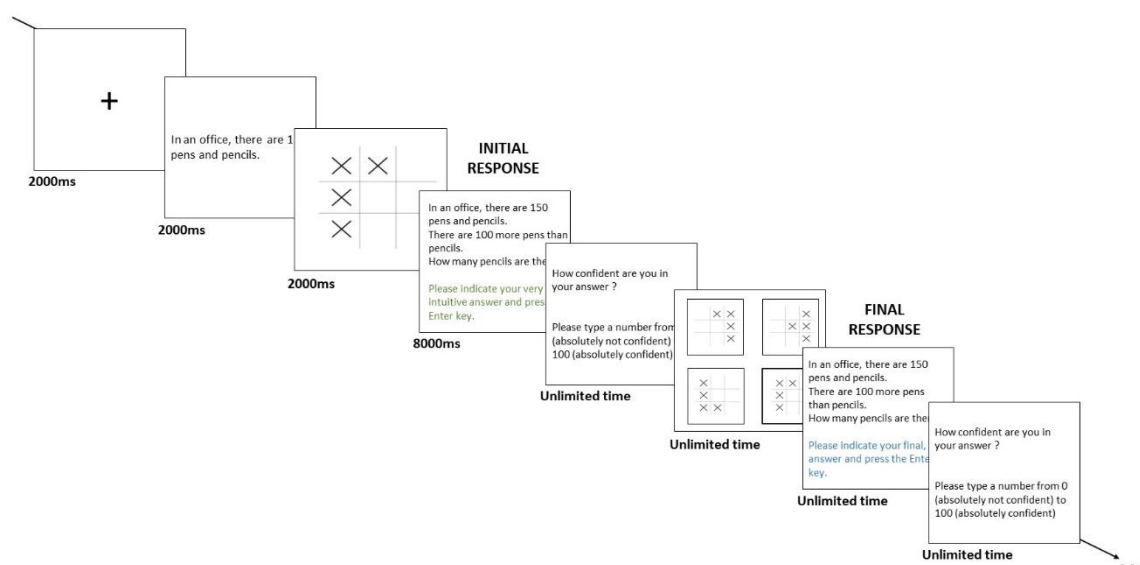 +
2000ms
In an office, there are 1
pens and pencils.
2000ms
2000ms
INITIAL
RESPONSE
In an office, there are 150
pens and pencils.
There are 100 more pens than
pencils.
How many pencils are the
Please indicate your very
intuitive answer and pres
Enter key.
8000ms
How confident are you in
your answer ?
Please type a number from
(absolutely not confident)
100 (absolutely confident)
Unlimited time
Unlimited time
FINAL
RESPONSE
In an office, there are 150
pens and pencils.
There are 100 more pens
than pencils.
How many pencils are the
Please indicate your final,
answer and press the Ente
key.
Unlimited time
How confident are you in
your answer ?
Please type a number from 0
(absolutely not confident) to
100 (absolutely confident)
Unlimited time